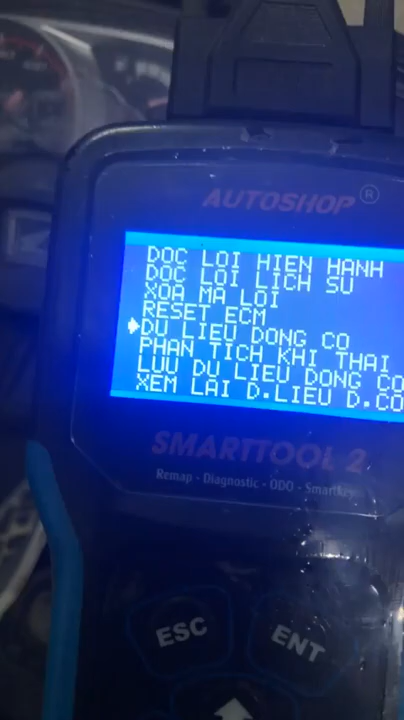 AUTOSHOP ®
DOC LOI HIEN HANH
DOC LOI LICH SU
XOA MA LOI
RESET ECM
DU LIEU DONG CO
PHAN TICH KHI THAI
LUU DU LIEU DONG CO
XEM LAI D.LIEU D.CO
SMARTTOOL 2
Remap - Diagnostic - ODO - Smartkey
ESC
ENT